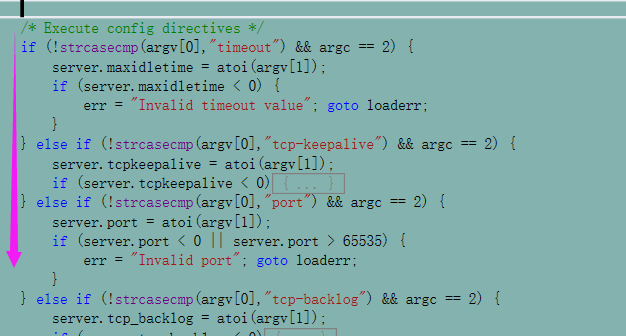 /* Execute config directives */
if (!strcasecmp(argv[0],"timeout") && argc == 2) {
server.maxidletime = atoi(argv[1]);
if (server.maxidletime < 0) {
err = "Invalid timeout value"; goto loaderr;
}
} else if (!strcasecmp(argv[0],"tcp-keepalive") && argc == 2) {
server.tcpkeepalive = atoi(argv[1]);
if (server.tcpkeepalive < 0) { ... }
} else if (!strcasecmp(argv[0],"port") && argc == 2) {
server.port = atoi(argv[1]);
if (server.port < 0 || server.port > 65535) {
err = "Invalid port"; goto loaderr;
}
} else if (!strcasecmp(argv[0],"tcp-backlog") && argc == 2) {
server.tcp_backlog = atoi(argv[1]);